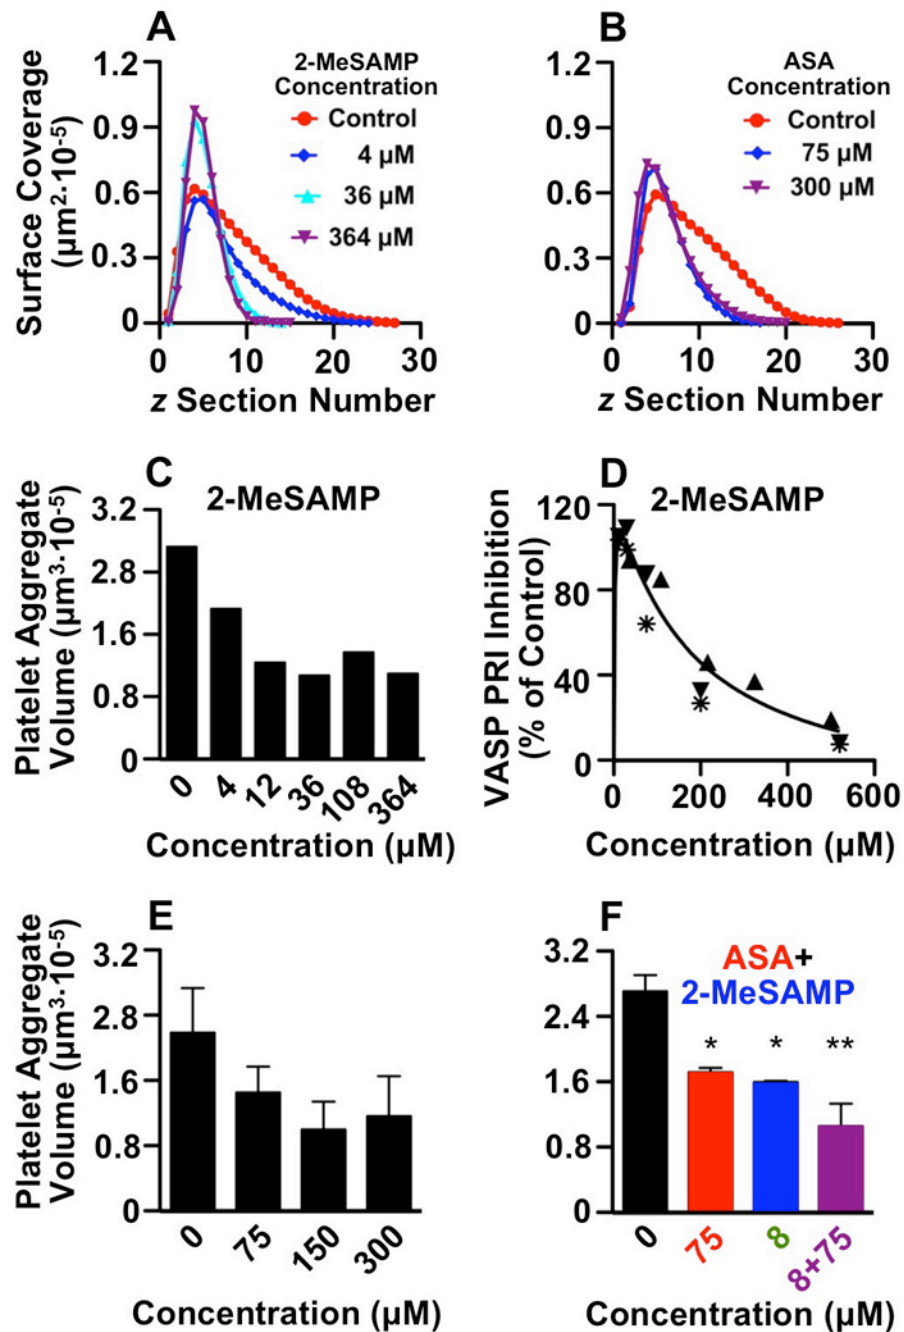 A
2-MeSAMP
Concentration
Control
4 µM
36 µM
364 µM
Surface Coverage
(µm²·10⁻⁵)
1.2
0.9
0.6
0.3
0
0
10
20
30
z Section Number
B
ASA
Concentration
Control
75 µM
300 µM
1.2
0.9
0.6
0.3
0
0
10
20
30
z Section Number
C
2-MeSAMP
Platelet Aggregate
Volume (µm³·10⁻⁵)
3.2
2.8
1.6
0.8
0
0
4
12
36
108
364
Concentration (µM)
D
2-MeSAMP
VASP PRI Inhibition
(% of Control)
120
80
40
0
0
200
400
600
Concentration (µM)
E
Platelet Aggregate
Volume (µm³·10⁻⁵)
3.2
2.8
1.6
0.8
0
0
75
150
300
Concentration (µM)
F
ASA+
2-MeSAMP
3.2
2.4
1.6
0.8
0
*
*
**
0
75
8
8+75
Concentration (µM)